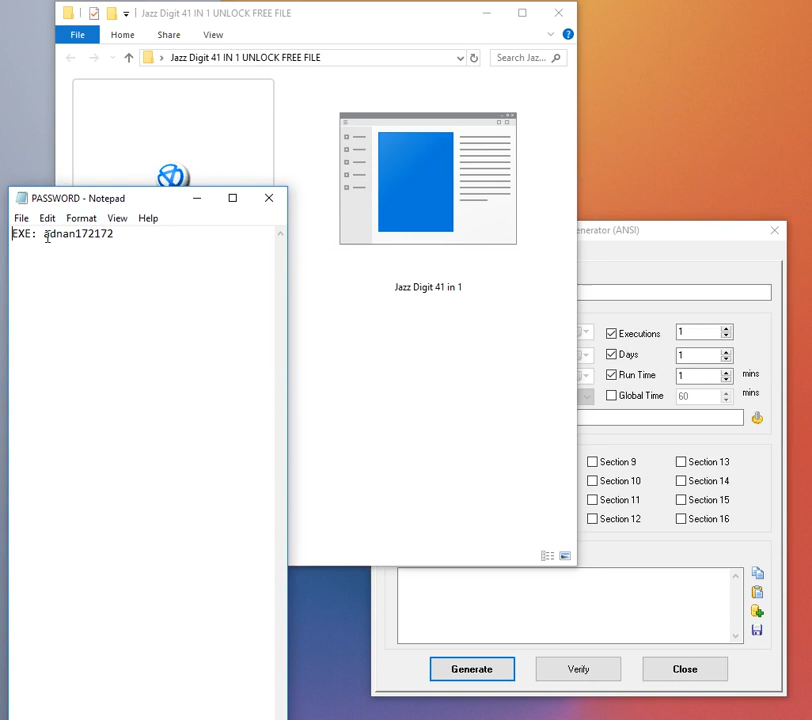 Jazz Digit 41 IN 1 UNLOCK FREE FILE
File Home Share View
Jazz Digit 41 IN 1 UNLOCK FREE FILE
Search Jaz...
PASSWORD - Notepad
File Edit Format View Help
EXE: adnan172172
Jazz Digit 41 in 1
enerator (ANSI)
Executions 1
Days 1
Run Time 1 mins
Global Time 60 mins
Section 9 Section 13
Section 10 Section 14
Section 11 Section 15
Section 12 Section 16
Generate Verify Close